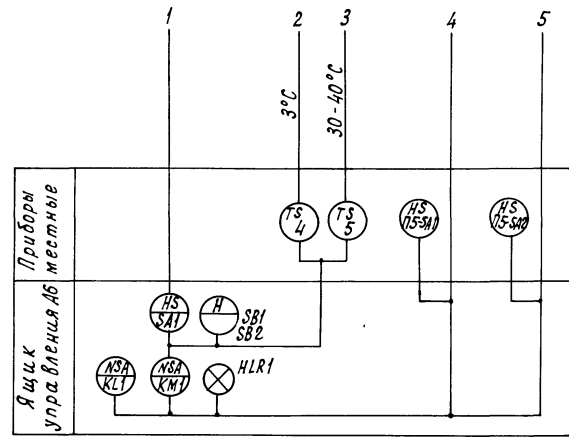 1
2
3
4
5
3°С
30-40°С
Приборы
местные
TS
4
TS
5
HS
П5-SA1
HS
П5-SA2
Ящик
управления А6
HS
SA1
H
SB1
SB2
NSA
KL1
NSA
KM1
HLR1